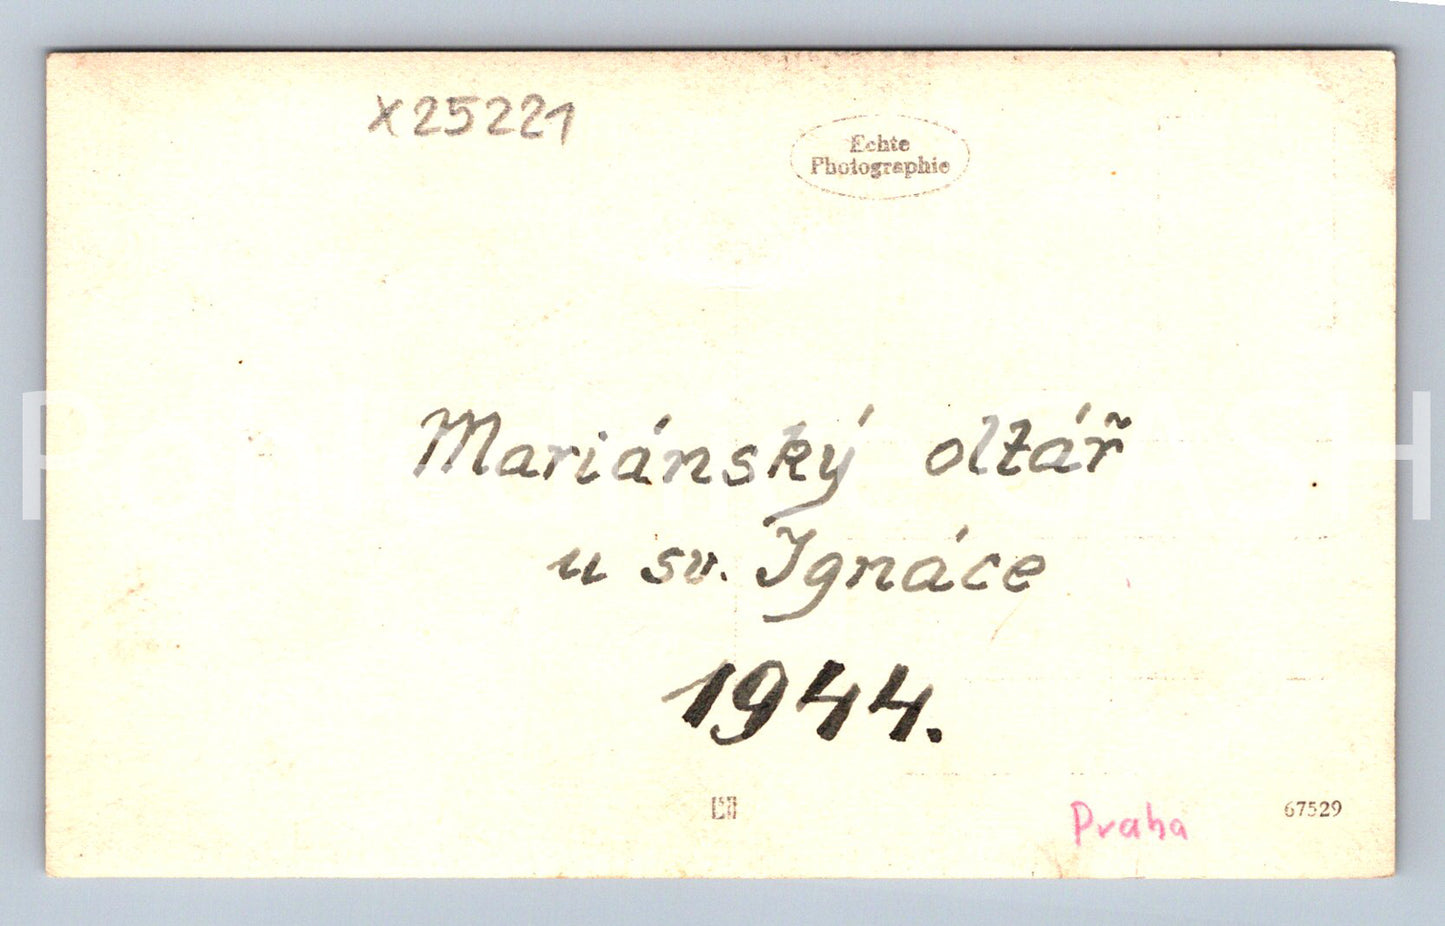 X25221
Echte
Photographie
Mariánský oltář
u sv. Ignáce
1944.
Praha
67529